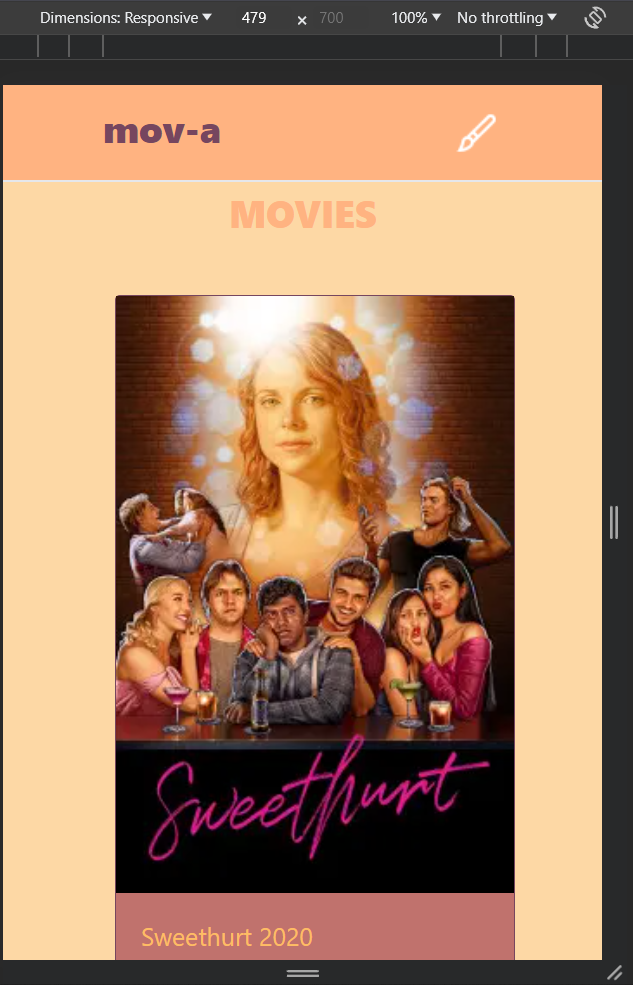 Dimensions: Responsive 479 × 700 100% No throttling
mov-a
MOVIES
Sweethurt
Sweethurt 2020